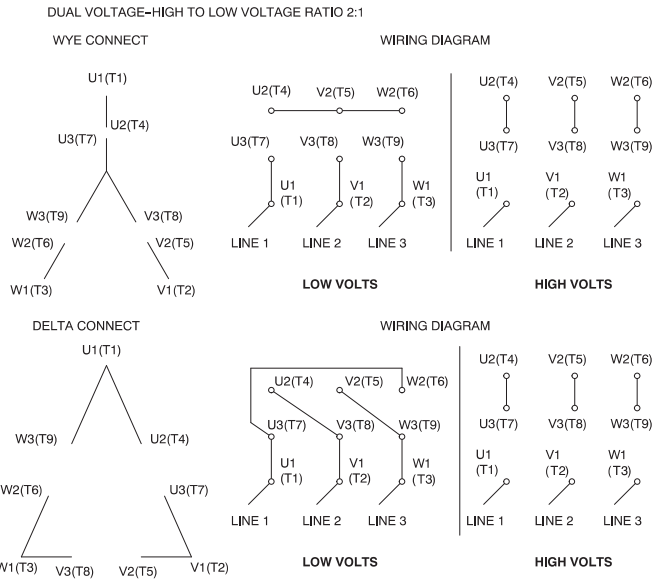 DUAL VOLTAGE–HIGH TO LOW VOLTAGE RATIO 2:1
WYE CONNECT
WIRING DIAGRAM
U1(T1)
U2(T4)
U3(T7)
W3(T9)
V3(T8)
W2(T6)
V2(T5)
W1(T3)
V1(T2)
U2(T4) V2(T5) W2(T6)
U3(T7) V3(T8) W3(T9)
U1 V1 W1
(T1) (T2) (T3)
LINE 1 LINE 2 LINE 3
LOW VOLTS
U2(T4) V2(T5) W2(T6)
U3(T7) V3(T8) W3(T9)
U1 V1 W1
(T1) (T2) (T3)
LINE 1 LINE 2 LINE 3
HIGH VOLTS
DELTA CONNECT
WIRING DIAGRAM
U1(T1)
W3(T9)
U2(T4)
W2(T6)
U3(T7)
W1(T3) V3(T8) V2(T5) V1(T2)
U2(T4) V2(T5) W2(T6)
U3(T7) V3(T8) W3(T9)
U1 V1 W1
(T1) (T2) (T3)
LINE 1 LINE 2 LINE 3
LOW VOLTS
U2(T4) V2(T5) W2(T6)
U3(T7) V3(T8) W3(T9)
U1 V1 W1
(T1) (T2) (T3)
LINE 1 LINE 2 LINE 3
HIGH VOLTS